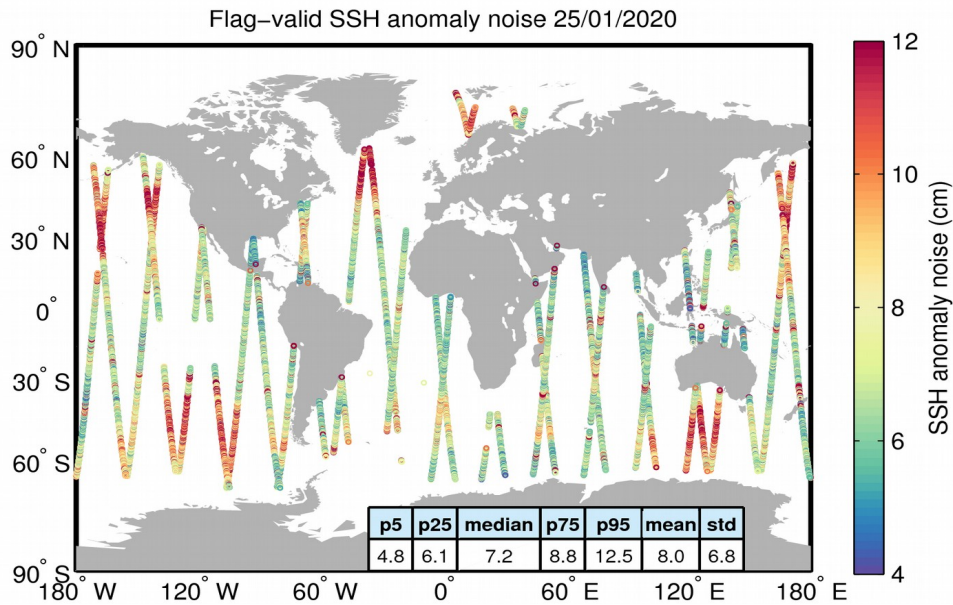 Flag−valid SSH anomaly noise 25/01/2020
90° N
60° N
30° N
0°
30° S
60° S
90° S
180° W
120° W
60° W
0°
60° E
120° E
180° E
p5 p25 median p75 p95 mean std
4.8 6.1 7.2 8.8 12.5 8.0 6.8
12
10
8
6
4
SSH anomaly noise (cm)